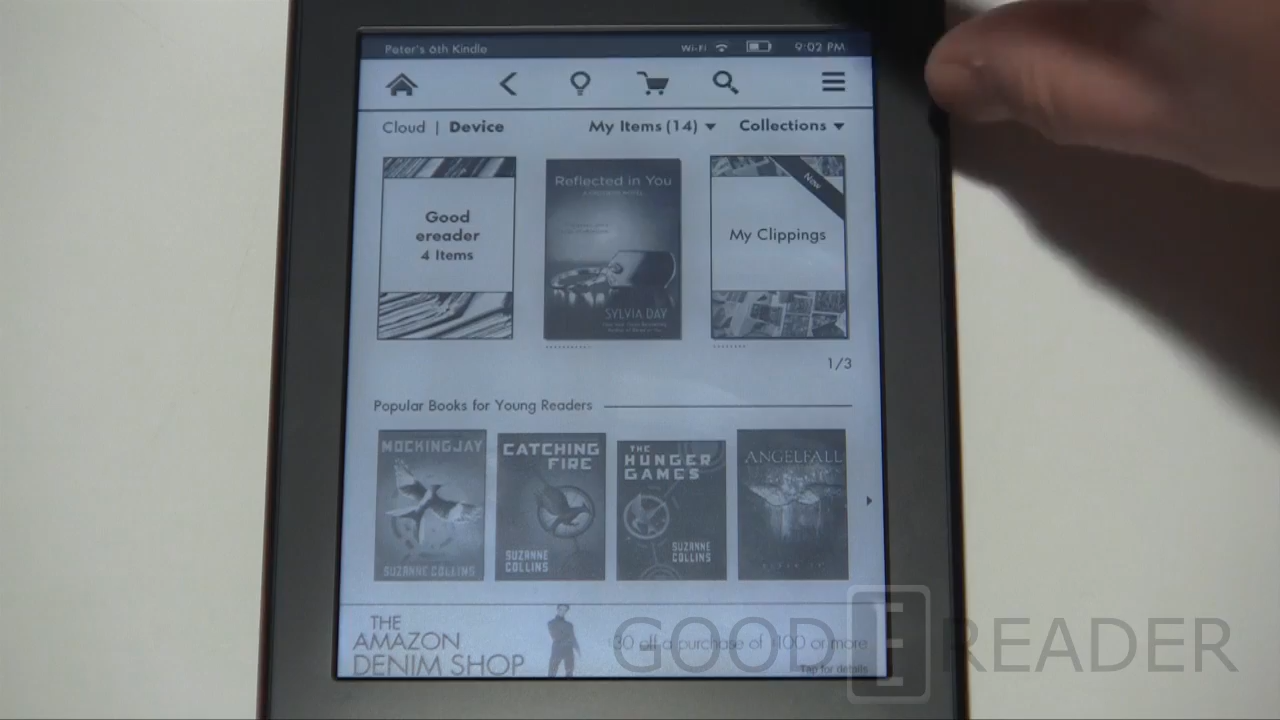 Peter's 6th Kindle
Wi-Fi
9:02 PM
Cloud | Device
My Items (14)
Collections
Good
ereader
4 Items
Reflected in You
SYLVIA DAY
New
My Clippings
1/3
Popular Books for Young Readers
MOCKINGJAY
SUZANNE COLLINS
CATCHING
FIRE
SUZANNE
COLLINS
THE
HUNGER
GAMES
SUZANNE
COLLINS
ANGELFALL
THE
AMAZON
DENIM SHOP
$30 off a purchase of $100 or more
Tap for details
GOOD E READER